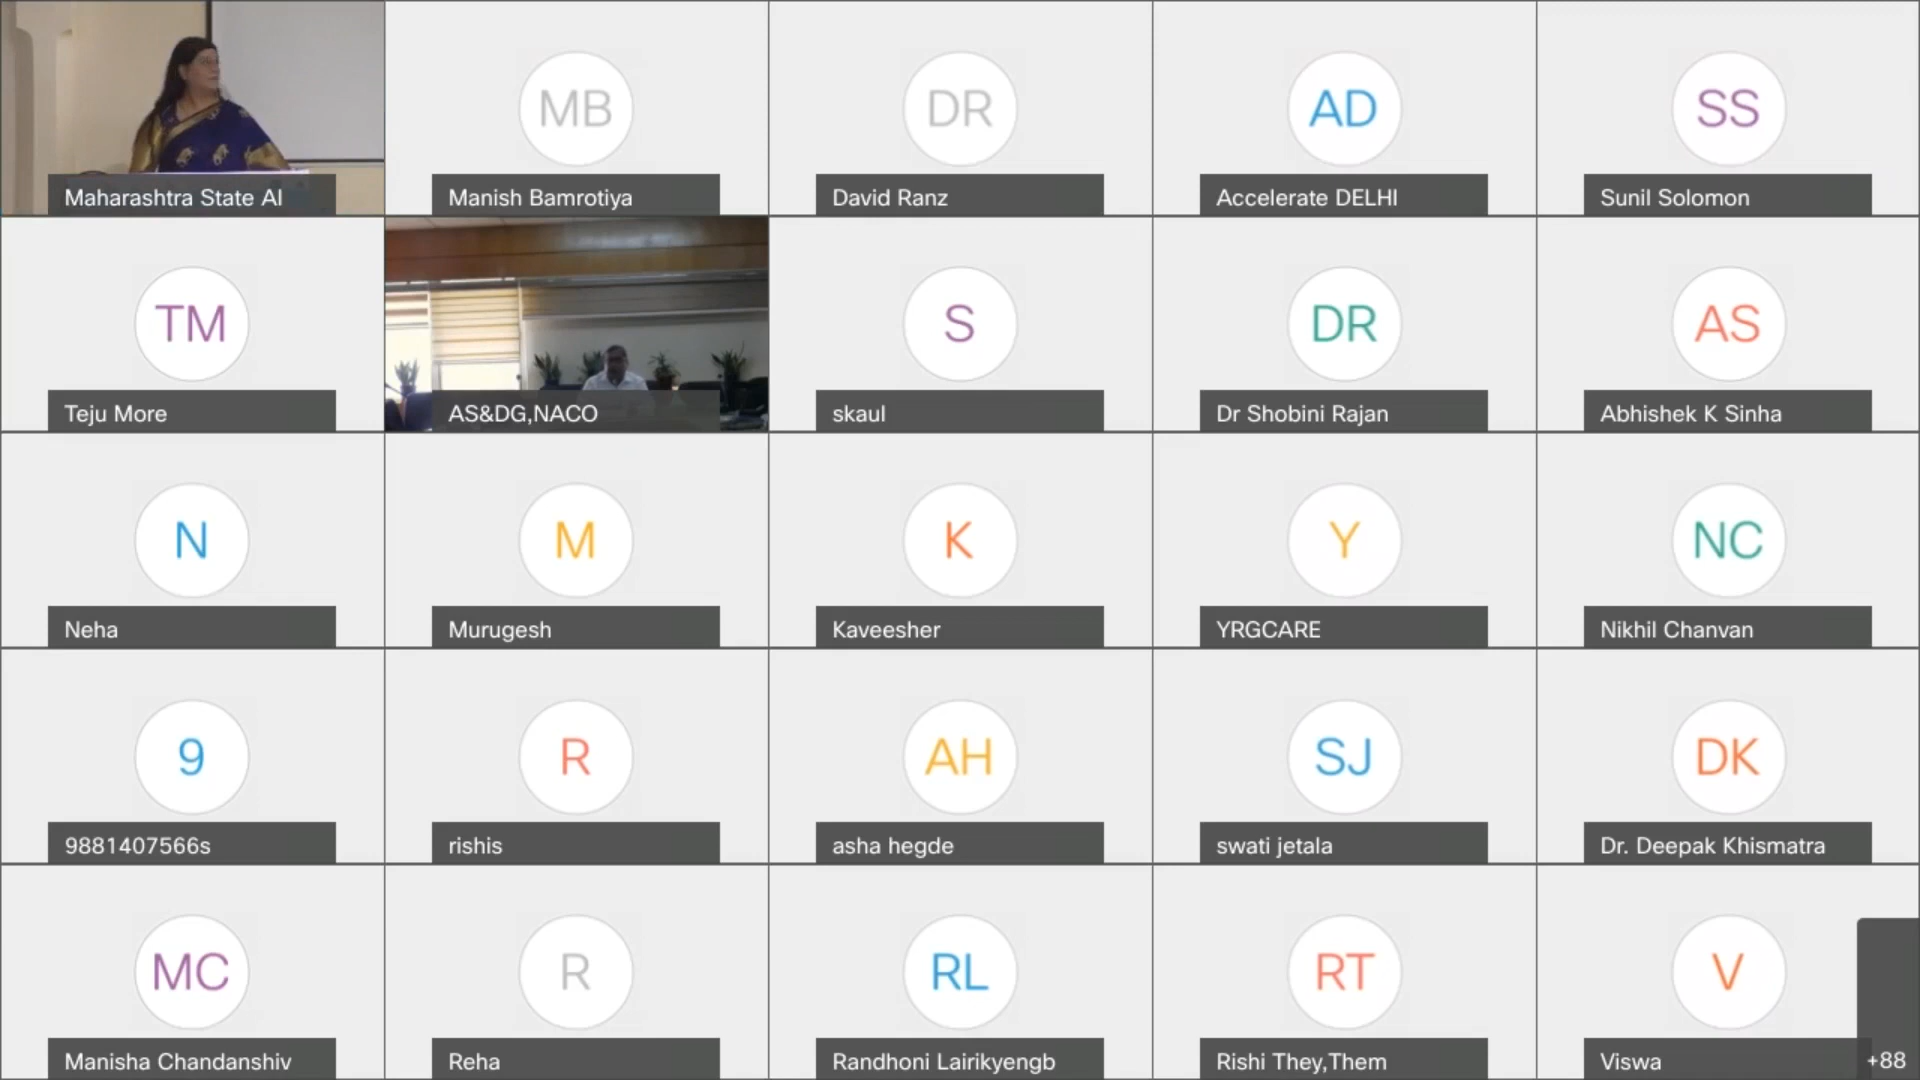 Maharashtra State AI
MB
Manish Bamrotiya
DR
David Ranz
AD
Accelerate DELHI
SS
Sunil Solomon
TM
Teju More
AS&DG,NACO
S
skaul
DR
Dr Shobini Rajan
AS
Abhishek K Sinha
N
Neha
M
Murugesh
K
Kaveesher
Y
YRGCARE
NC
Nikhil Chanvan
9
9881407566s
R
rishis
AH
asha hegde
SJ
swati jetala
DK
Dr. Deepak Khismatra
MC
Manisha Chandanshiv
R
Reha
RL
Randhoni Lairikyengb
RT
Rishi They,Them
V
Viswa
+88